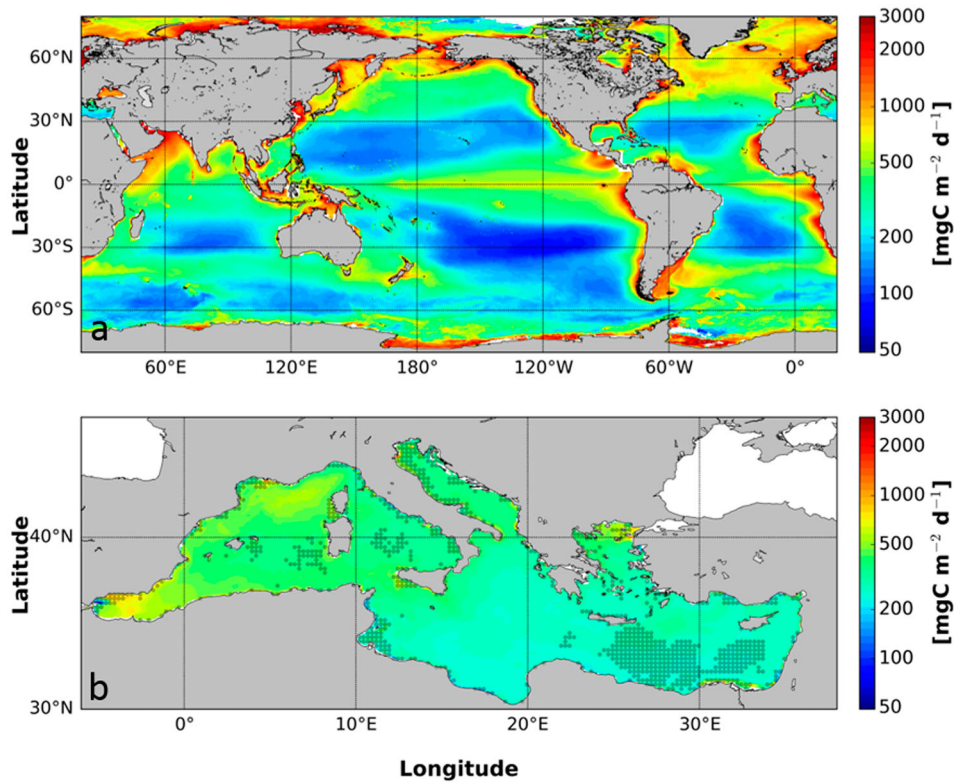 60°N
30°N
0°
30°S
60°S
Latitude
a
60°E
120°E
180°
120°W
60°W
0°
3000
2000
1000
500
200
100
50
[mgC m⁻² d⁻¹]
40°N
30°N
Latitude
b
0°
10°E
20°E
30°E
3000
2000
1000
500
200
100
50
[mgC m⁻² d⁻¹]
Longitude